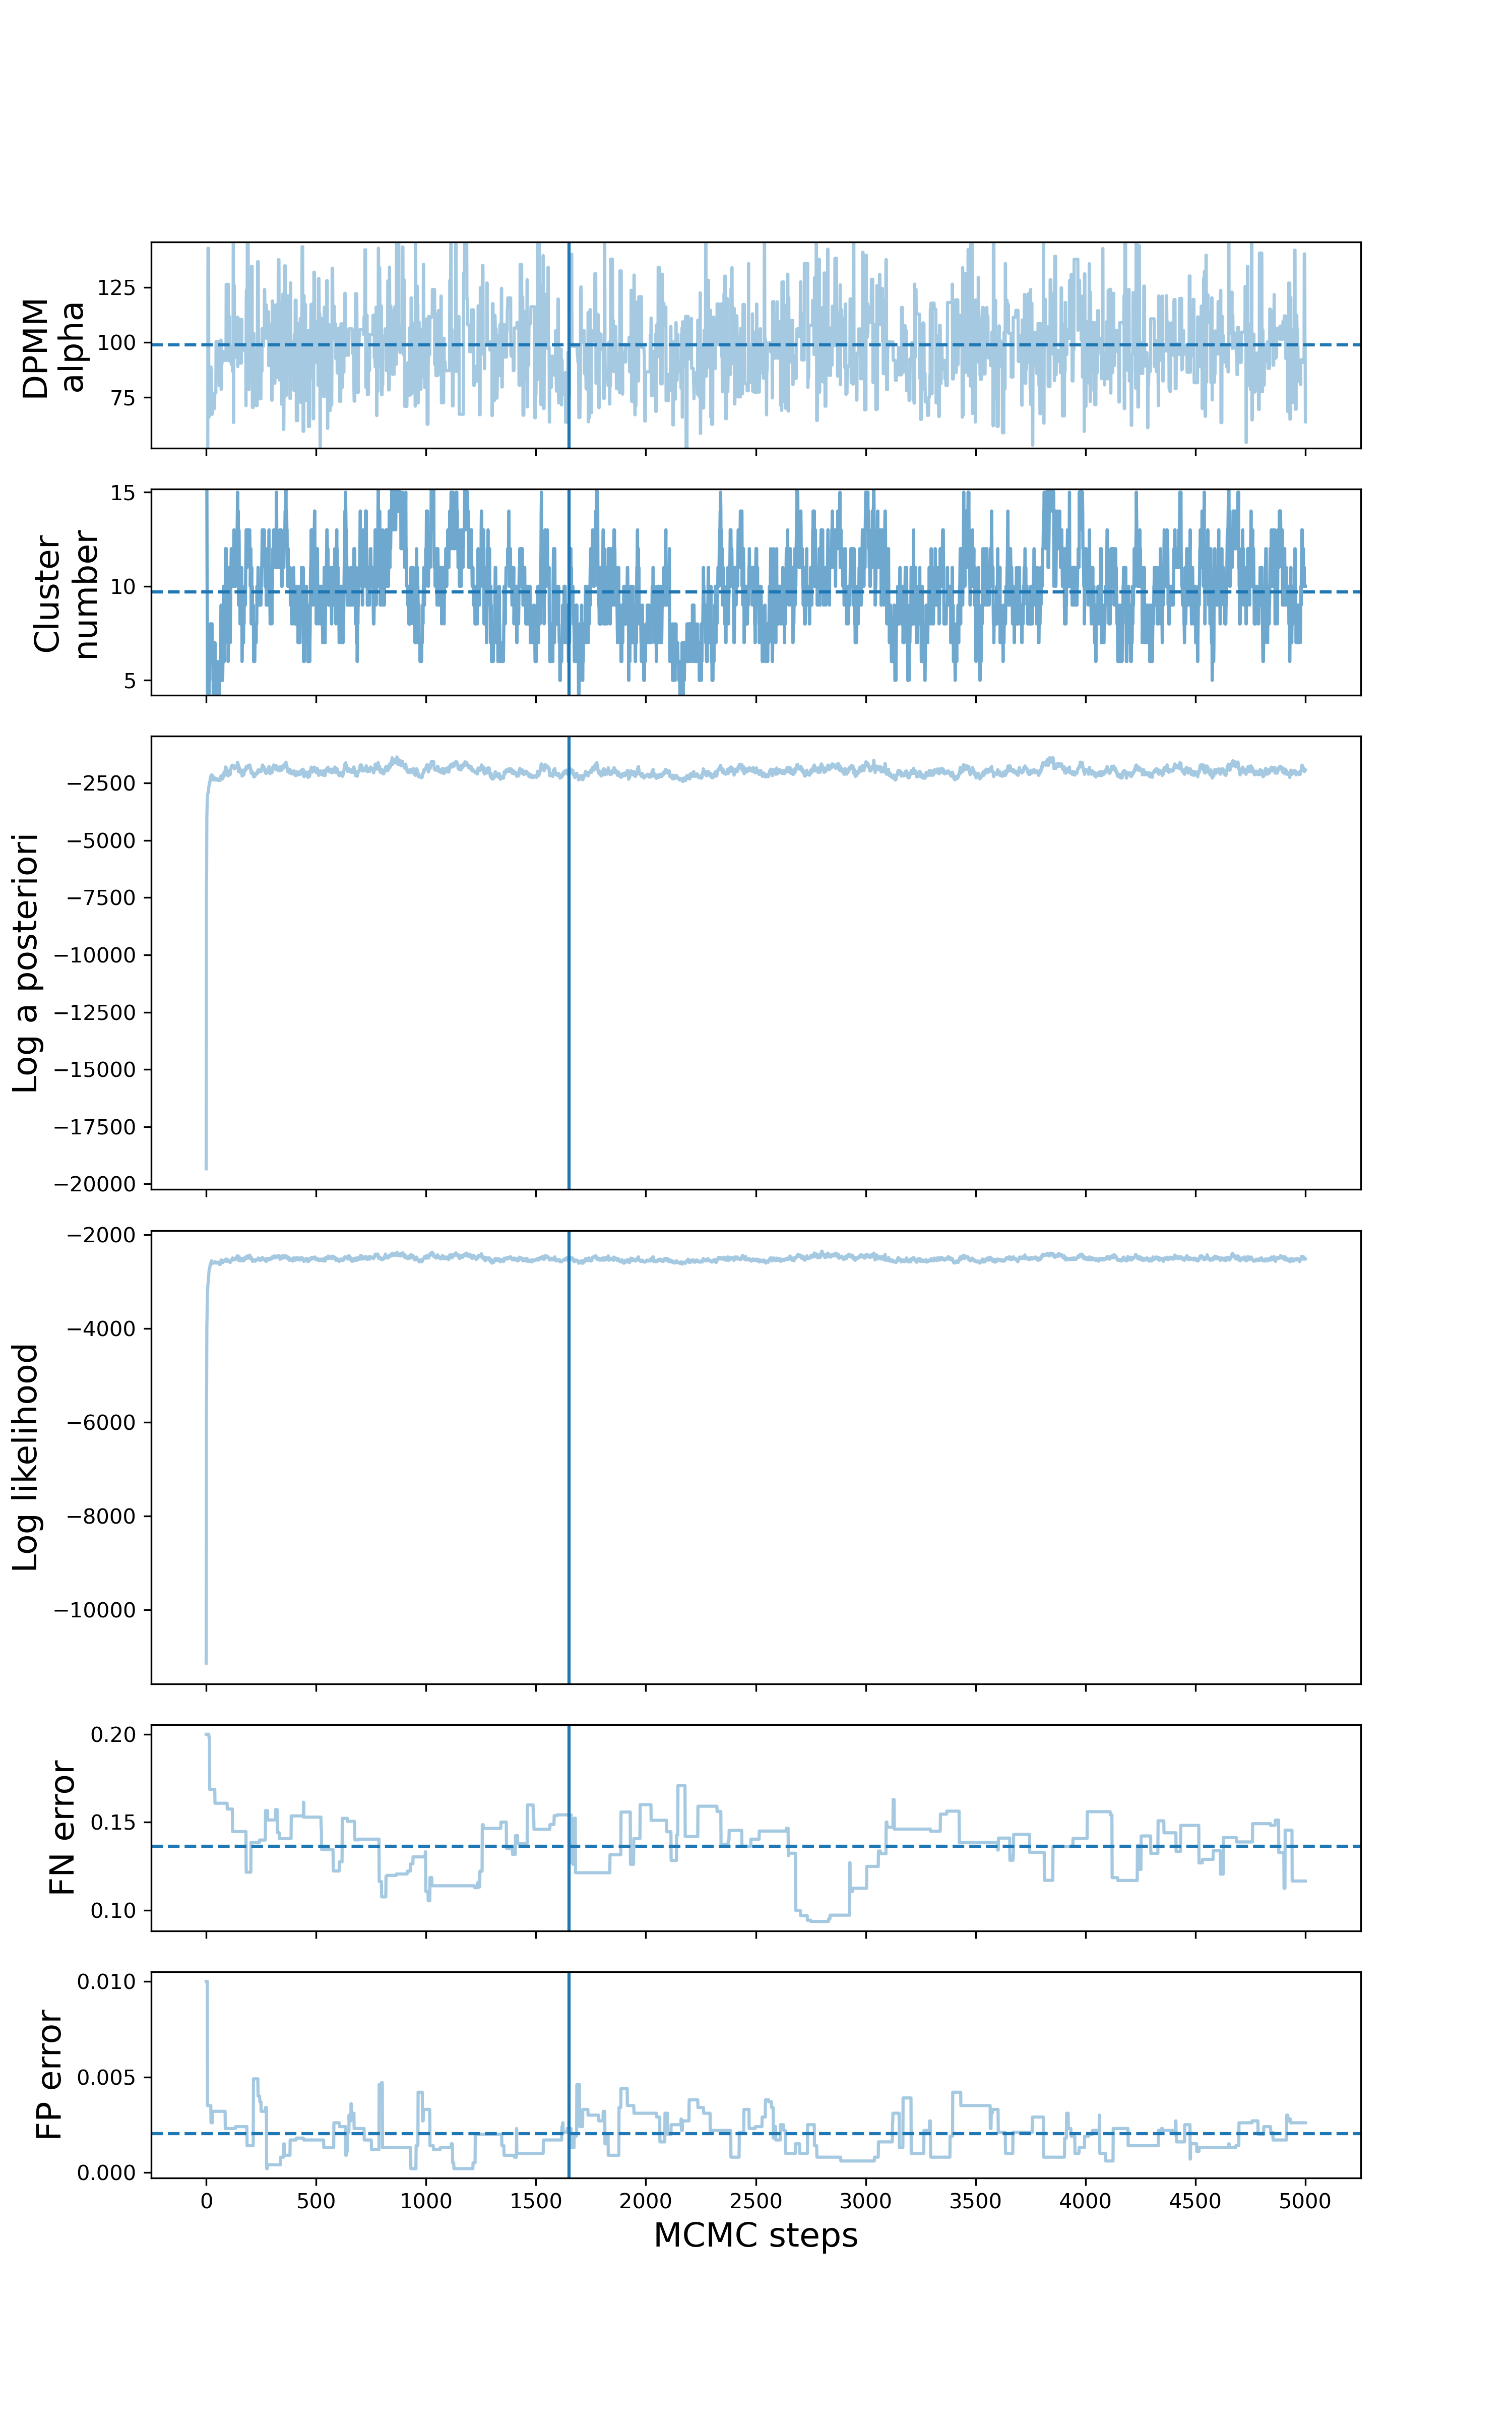 DPMM
alpha
125
100
75
Cluster
number
15
10
5
Log a posteriori
−2500
−5000
−7500
−10000
−12500
−15000
−17500
−20000
Log likelihood
−2000
−4000
−6000
−8000
−10000
FN error
0.20
0.15
0.10
FP error
0.010
0.005
0.000
0 500 1000 1500 2000 2500 3000 3500 4000 4500 5000
MCMC steps